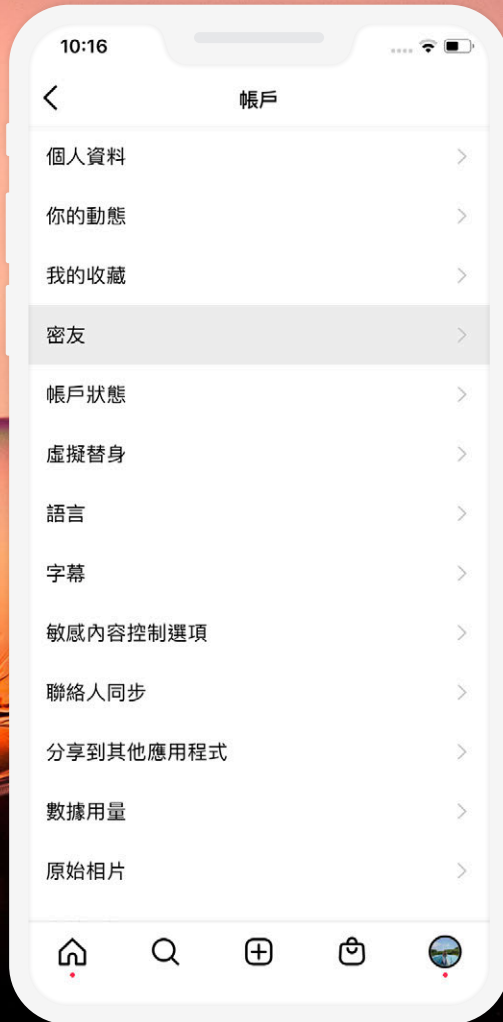 10:16
帳戶
個人資料
你的動態
我的收藏
密友
帳戶狀態
虛擬替身
語言
字幕
敏感內容控制選項
聯絡人同步
分享到其他應用程式
數據用量
原始相片